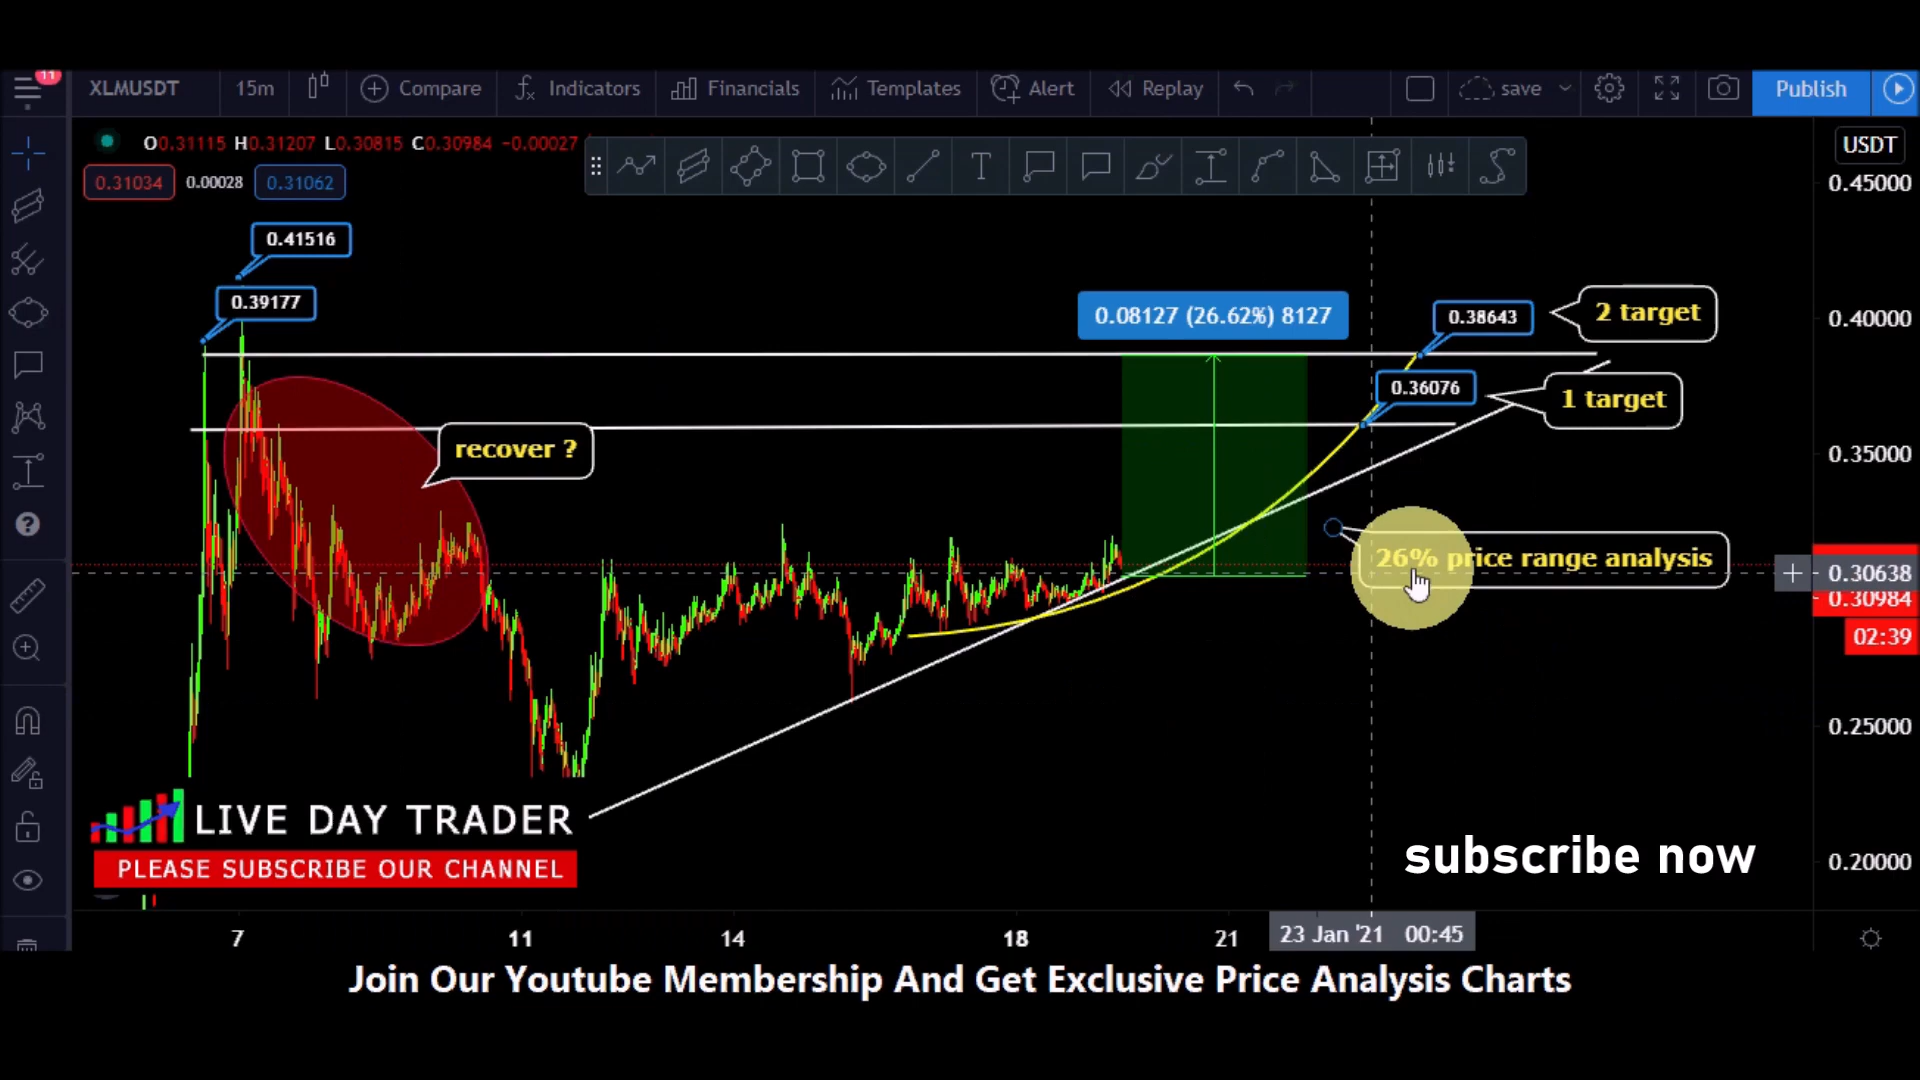 11
XLMUSDT 15m Compare Indicators Financials Templates Alert Replay save Publish
O0.31115 H0.31207 L0.30815 C0.30984 -0.00027
USDT
0.31034 0.00028 0.31062
0.45000
0.41516
0.39177
0.08127 (26.62%) 8127
0.38643
2 target
0.40000
0.36076
1 target
recover ?
0.35000
26% price range analysis
0.30638
0.30984
02:39
0.25000
LIVE DAY TRADER
PLEASE SUBSCRIBE OUR CHANNEL
subscribe now
0.20000
7 11 14 18 21 23 Jan '21 00:45
Join Our Youtube Membership And Get Exclusive Price Analysis Charts